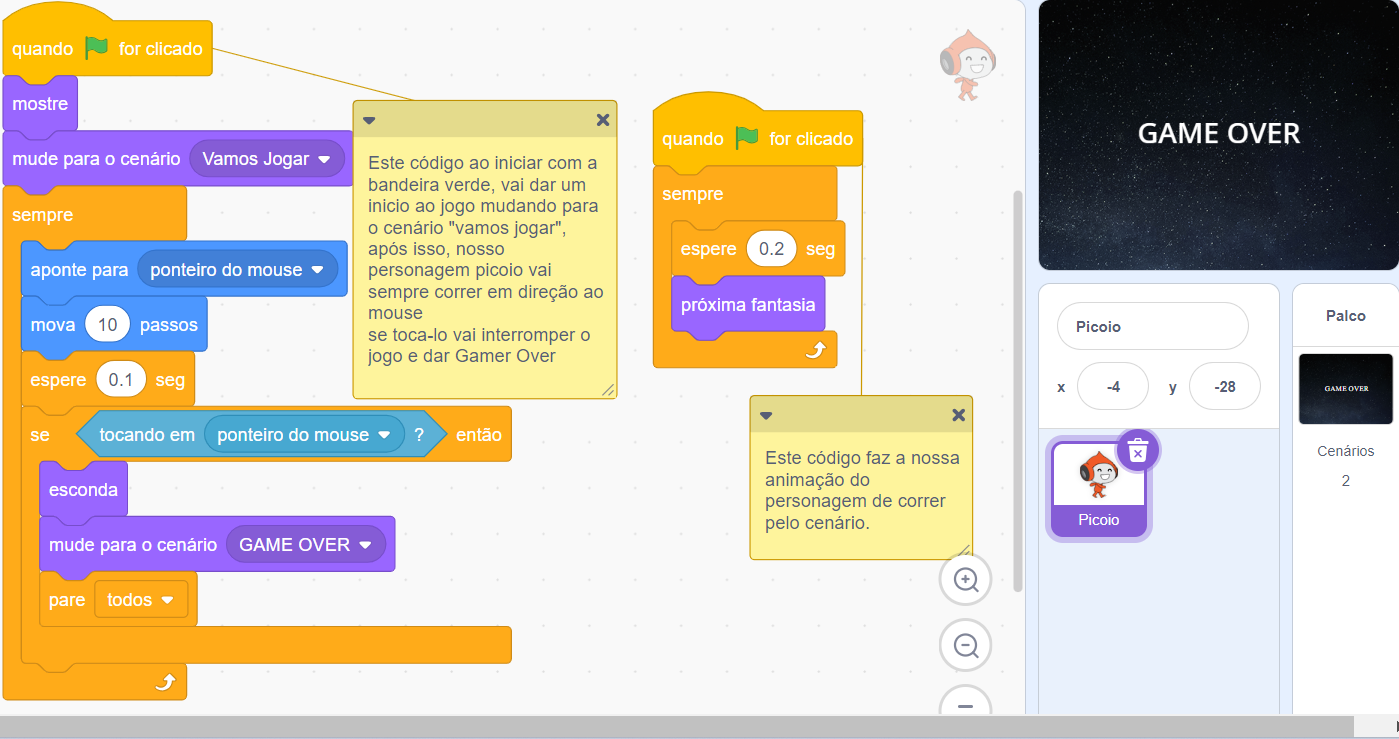 quando for clicado
mostre
mude para o cenário Vamos Jogar
sempre
aponte para ponteiro do mouse
mova 10 passos
espere 0.1 seg
se tocando em ponteiro do mouse ? então
esconda
mude para o cenário GAME OVER
pare todos
Este código ao iniciar com a
bandeira verde, vai dar um
inicio ao jogo mudando para
o cenário "vamos jogar",
após isso, nosso
personagem picoio vai
sempre correr em direção ao
mouse
se toca-lo vai interromper o
jogo e dar Gamer Over
quando for clicado
sempre
espere 0.2 seg
próxima fantasia
Este código faz a nossa
animação do
personagem de correr
pelo cenário.
GAME OVER
Picoio
x -4 y -28
Picoio
Palco
GAME OVER
Cenários
2